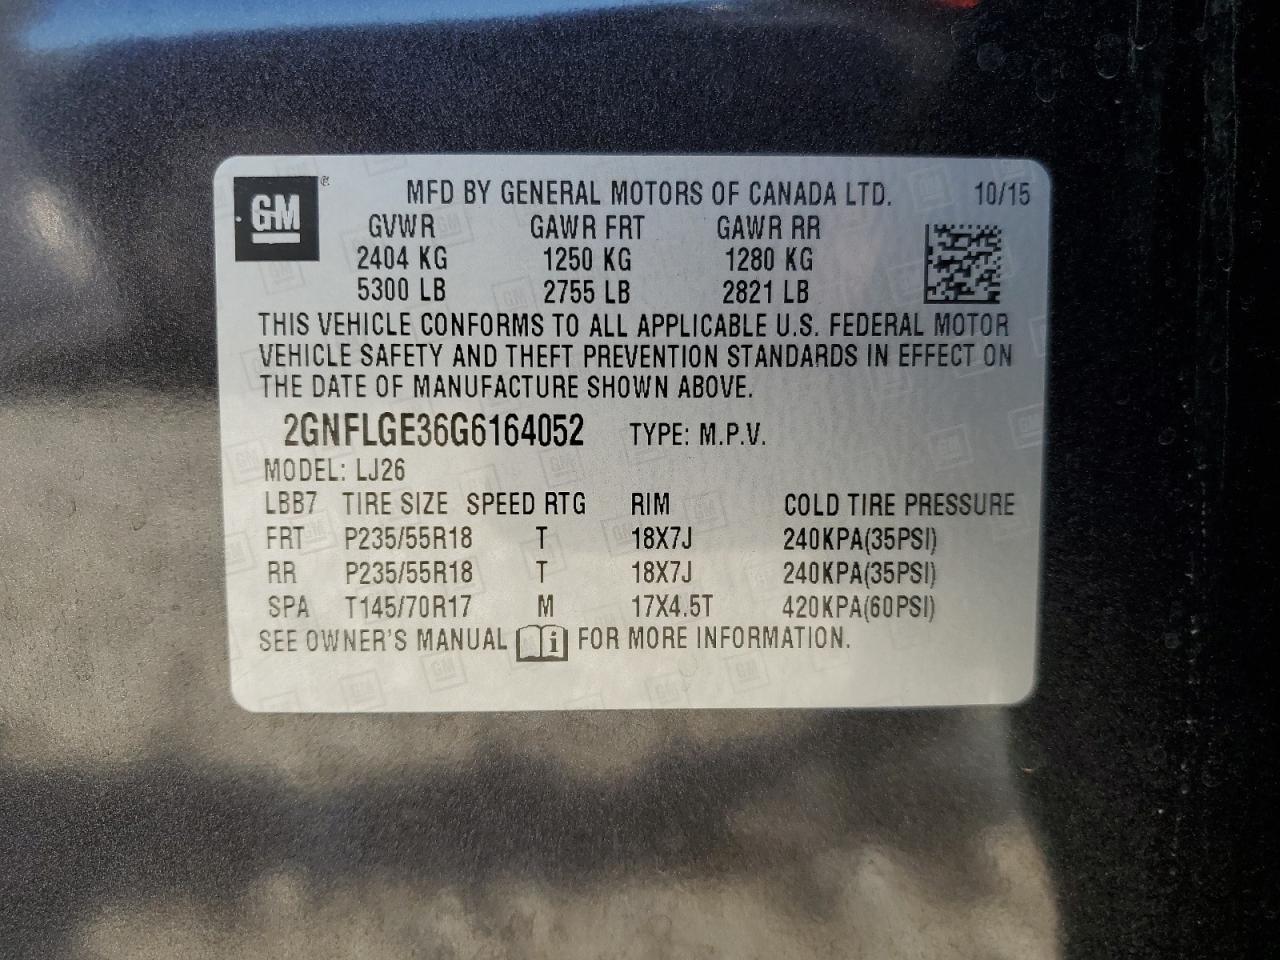 GM ® MFD BY GENERAL MOTORS OF CANADA LTD. 10/15
GVWR GAWR FRT GAWR RR
2404 KG 1250 KG 1280 KG
5300 LB 2755 LB 2821 LB
THIS VEHICLE CONFORMS TO ALL APPLICABLE U.S. FEDERAL MOTOR
VEHICLE SAFETY AND THEFT PREVENTION STANDARDS IN EFFECT ON
THE DATE OF MANUFACTURE SHOWN ABOVE.
2GNFLGE36G6164052 TYPE: M.P.V.
MODEL: LJ26
LBB7 TIRE SIZE SPEED RTG RIM COLD TIRE PRESSURE
FRT P235/55R18 T 18X7J 240KPA(35PSI)
RR P235/55R18 T 18X7J 240KPA(35PSI)
SPA T145/70R17 M 17X4.5T 420KPA(60PSI)
SEE OWNER'S MANUAL i FOR MORE INFORMATION.